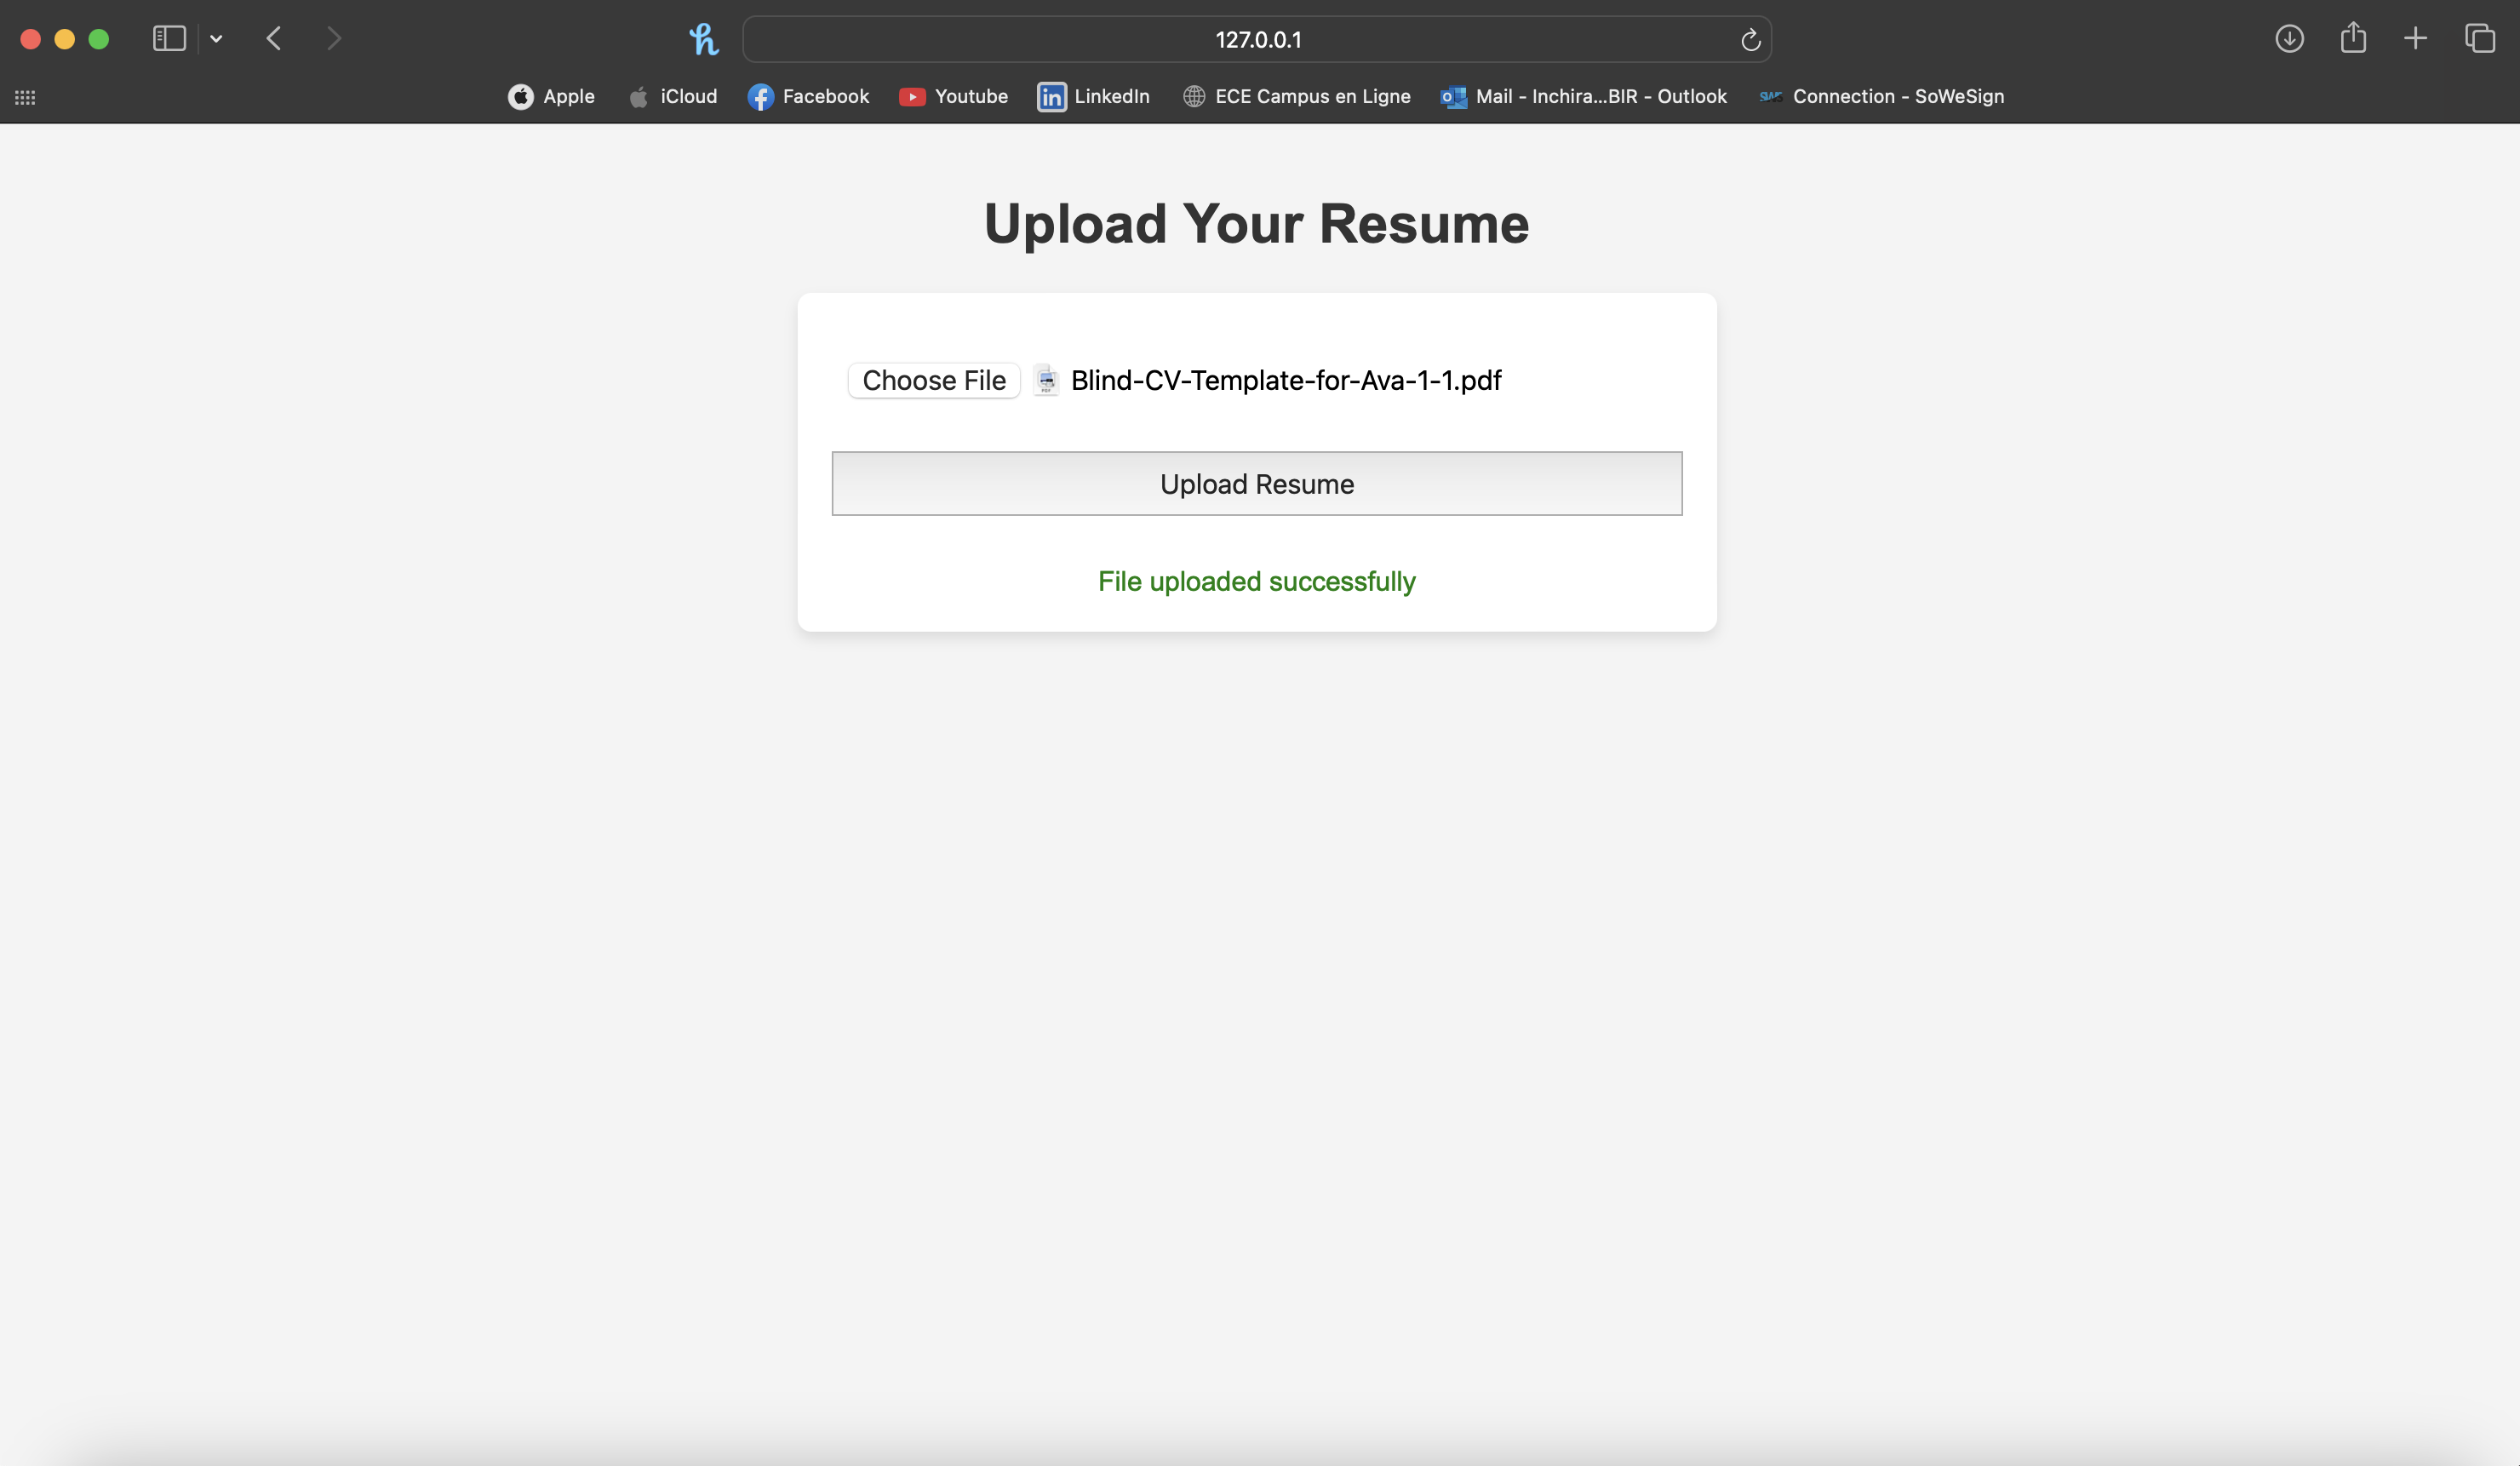 127.0.0.1
Apple iCloud Facebook Youtube LinkedIn ECE Campus en Ligne Mail - Inchira...BIR - Outlook Connection - SoWeSign
Upload Your Resume
Choose File Blind-CV-Template-for-Ava-1-1.pdf
Upload Resume
File uploaded successfully